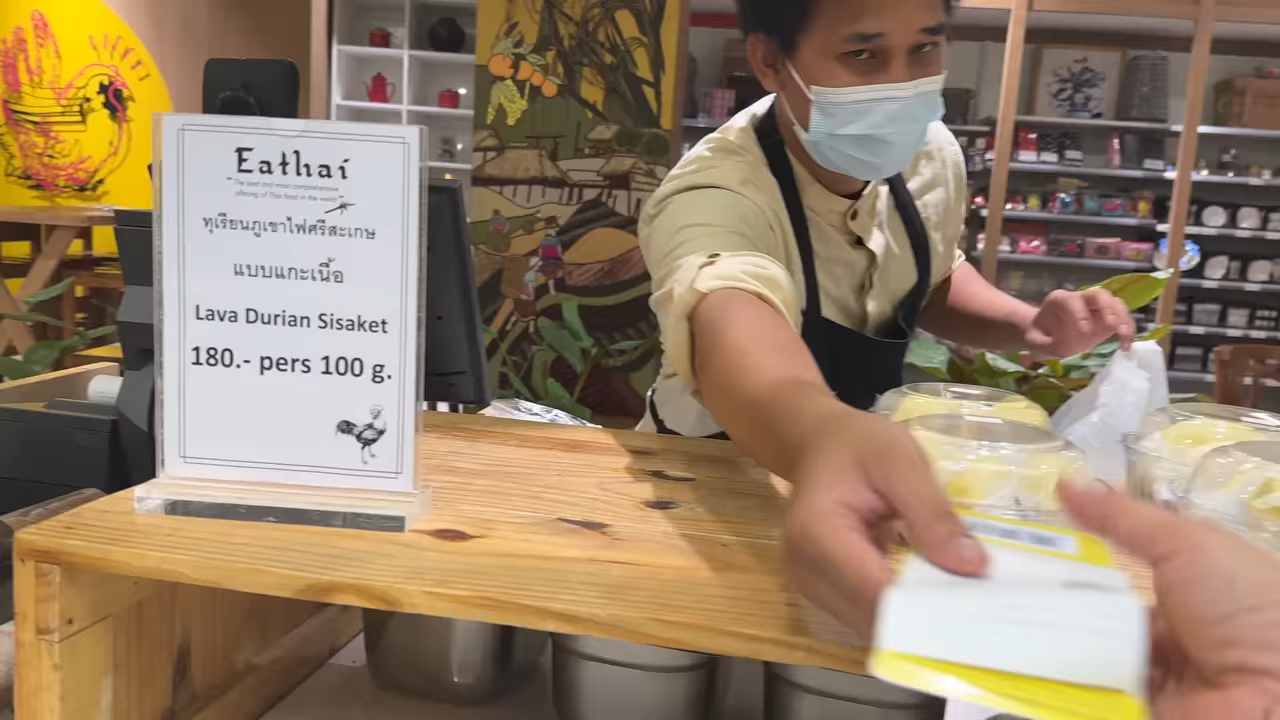 Eathai
"The best and most comprehensive
offering of Thai food in the world"
ทุเรียนภูเขาไฟศรีสะเกษ
แบบแกะเนื้อ
Lava Durian Sisaket
180.- pers 100 g.